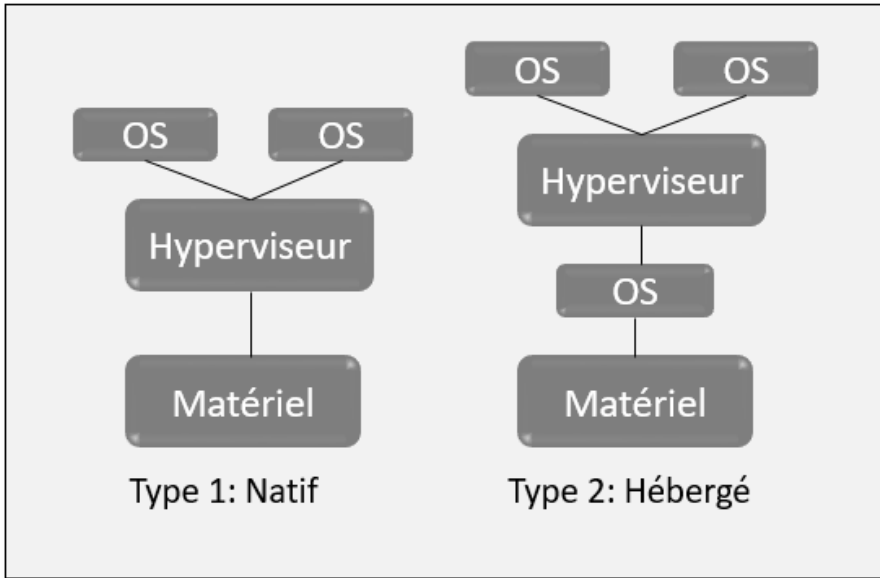 OS
OS
Hyperviseur
Matériel
Type 1: Natif
OS
OS
Hyperviseur
OS
Matériel
Type 2: Hébergé